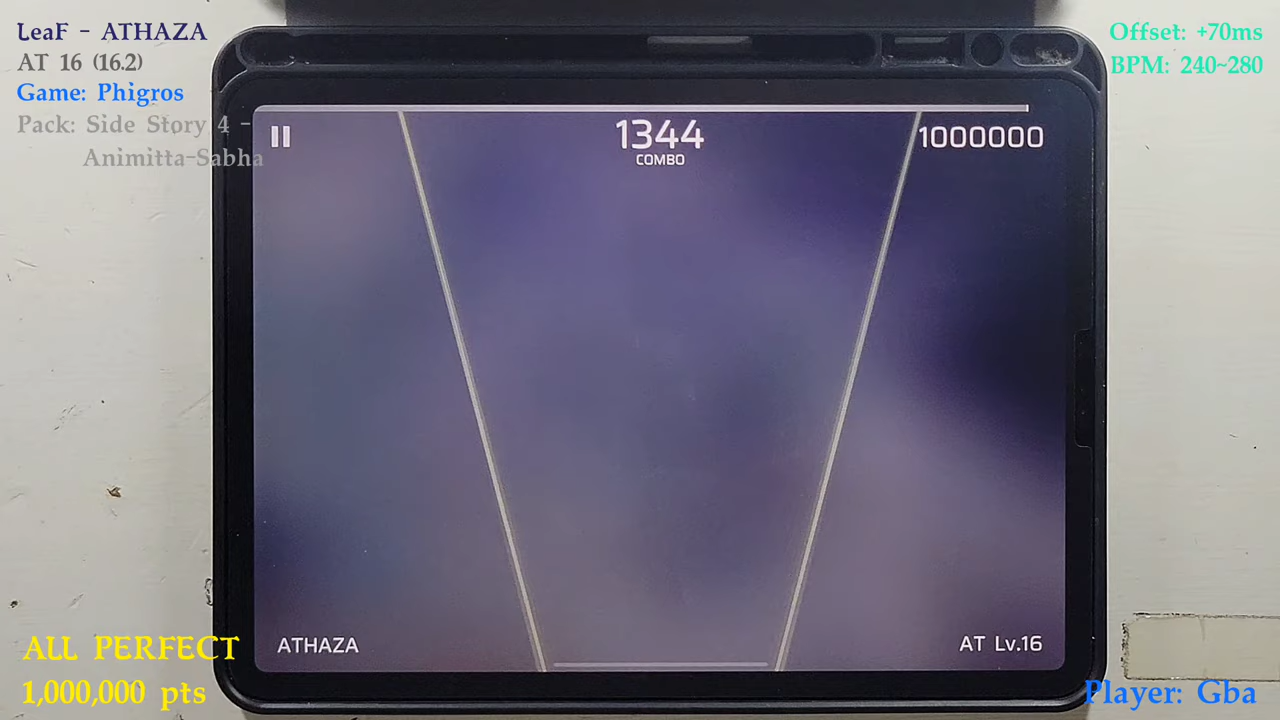 LeaF - ATHAZA
AT 16 (16.2)
Game: Phigros
Pack: Side Story 4 -
Animitta-Sabha
Offset: +70ms
BPM: 240~280
1344
COMBO
1000000
ATHAZA
AT Lv.16
ALL PERFECT
1,000,000 pts
Player: Gba